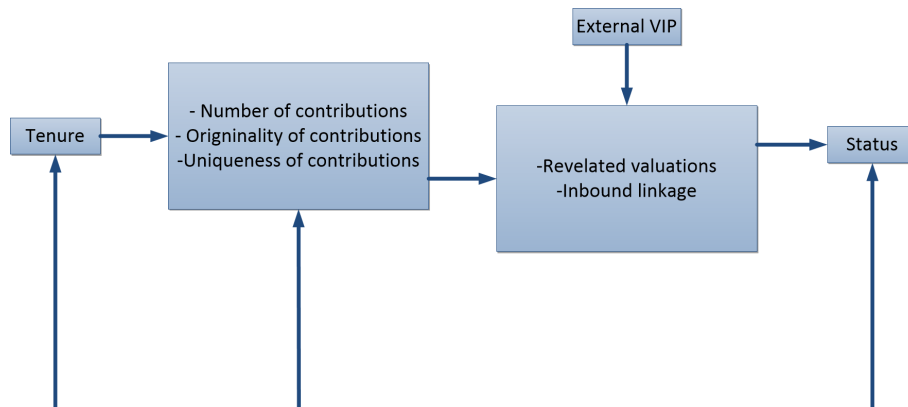 External VIP
- Number of contributions
- Origninality of contributions
-Uniqueness of contributions
Tenure
-Revelated valuations
-Inbound linkage
Status